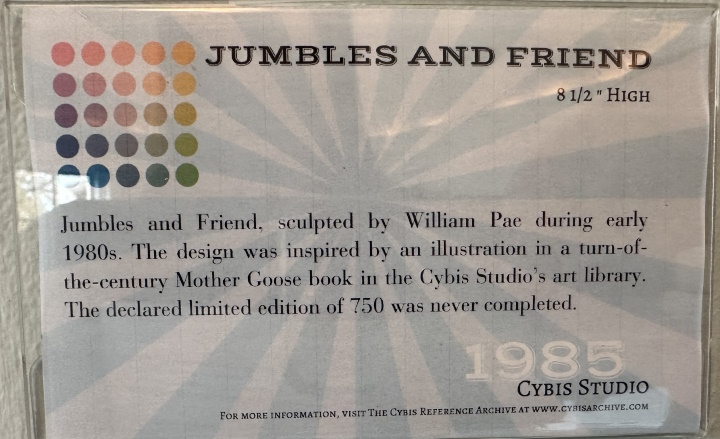 JUMBLES AND FRIEND
8 1/2 " HIGH
Jumbles and Friend, sculpted by William Pae during early
1980s. The design was inspired by an illustration in a turn-of-
the-century Mother Goose book in the Cybis Studio's art library.
The declared limited edition of 750 was never completed.
1985
CYBIS STUDIO
FOR MORE INFORMATION, VISIT THE CYBIS REFERENCE ARCHIVE AT WWW.CYBISARCHIVE.COM